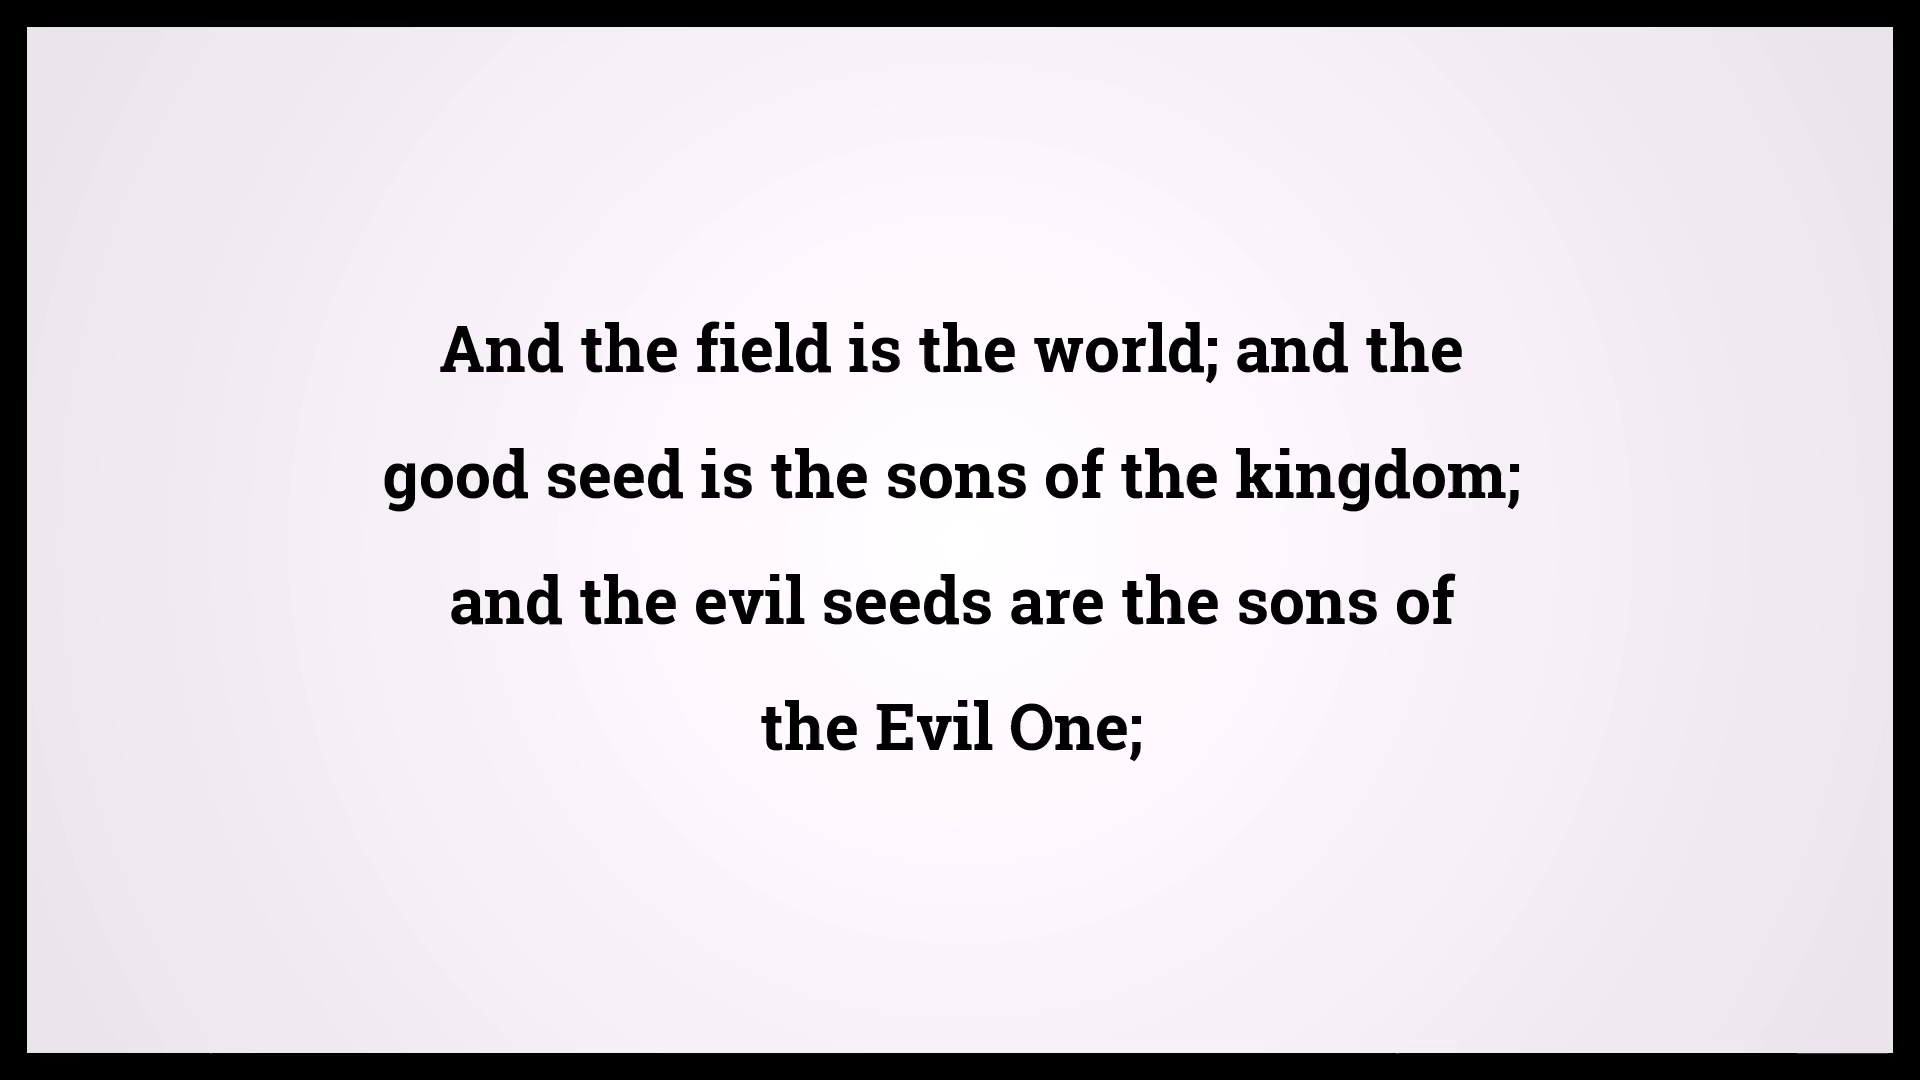 And the field is the world; and the
good seed is the sons of the kingdom;
and the evil seeds are the sons of
the Evil One;